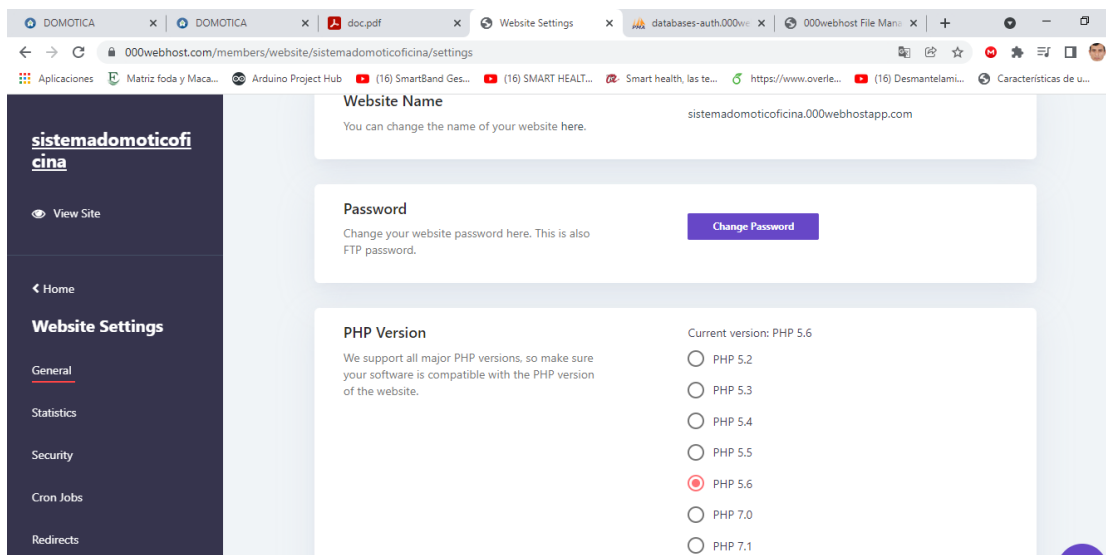 DOMOTICA
DOMOTICA
doc.pdf
Website Settings
databases-auth.000we
000webhost File Mana
000webhost.com/members/website/sistemadomoticoficina/settings
Aplicaciones
Matriz foda y Maca...
Arduino Project Hub
(16) SmartBand Ges...
(16) SMART HEALT...
Smart health, las te...
https://www.overle...
(16) Desmantelami...
Características de u...
sistemadomoticofi
cina
View Site
Home
Website Settings
General
Statistics
Security
Cron Jobs
Redirects
Website Name
You can change the name of your website here.
sistemadomoticoficina.000webhostapp.com
Password
Change your website password here. This is also
FTP password.
Change Password
PHP Version
We support all major PHP versions, so make sure
your software is compatible with the PHP version
of the website.
Current version: PHP 5.6
PHP 5.2
PHP 5.3
PHP 5.4
PHP 5.5
PHP 5.6
PHP 7.0
PHP 7.1